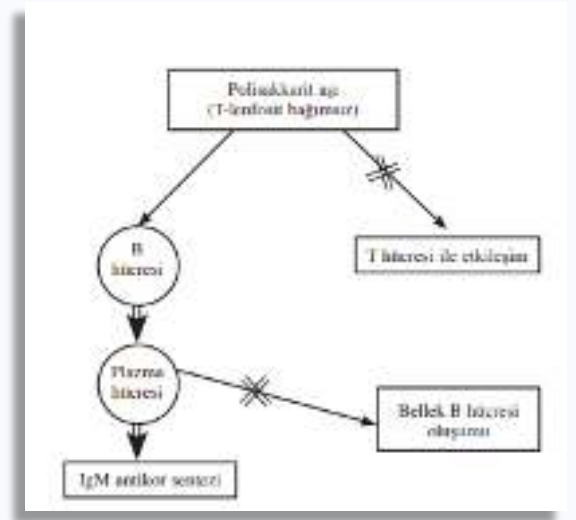 Polisakkarit aşı
(T-lenfosit bağımsız)
B
hücresi
T hücresi ile etkileşim
Plazma
hücresi
Bellek B hücresi
oluşumu
IgM antikor sentezi